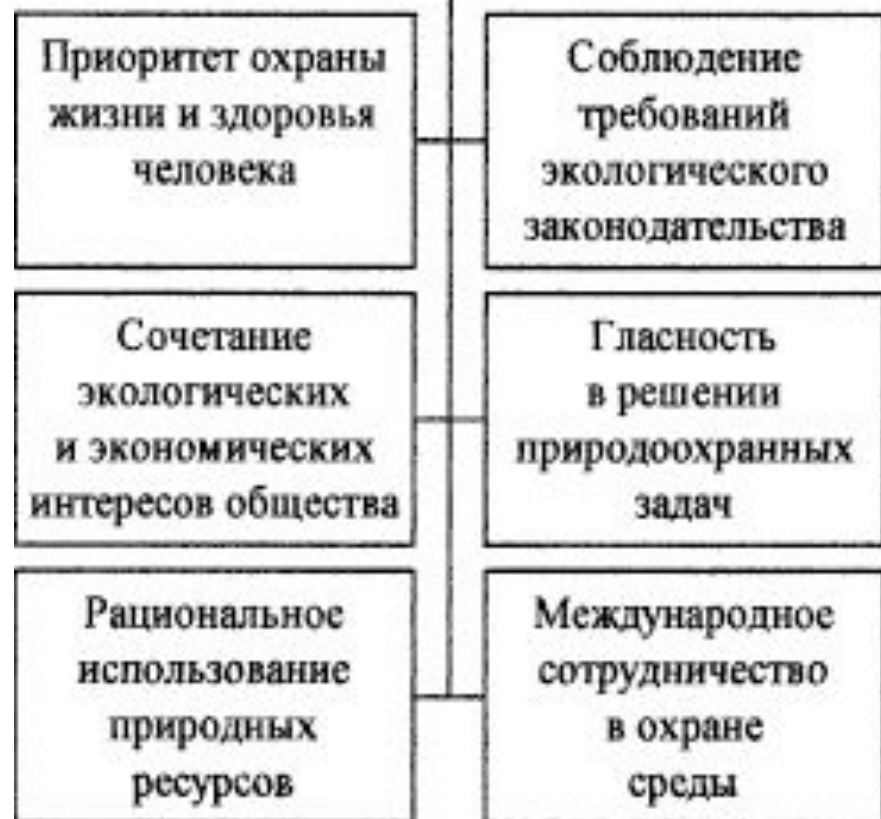 Приоритет охраны
жизни и здоровья
человека
Соблюдение
требований
экологического
законодательства
Сочетание
экологических
и экономических
интересов общества
Гласность
в решении
природоохранных
задач
Рациональное
использование
природных
ресурсов
Международное
сотрудничество
в охране
среды